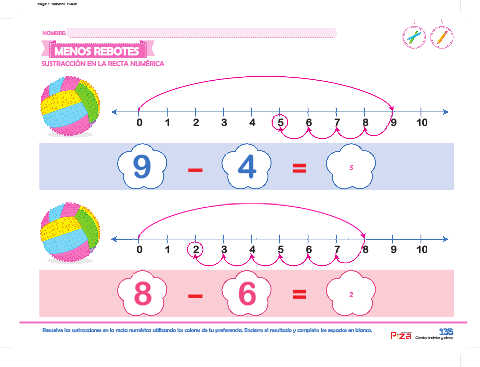 NOMBRE:
MENOS REBOTES
SUSTRACCIÓN EN LA RECTA NUMÉRICA
0 1 2 3 4 5 6 7 8 9 10
9 - 4 = 5
0 1 2 3 4 5 6 7 8 9 10
8 - 6 = 2
Resuelve las sustracciones en la recta numérica utilizando los colores de tu preferencia. Encierra el resultado y completa los espacios en blanco.
135